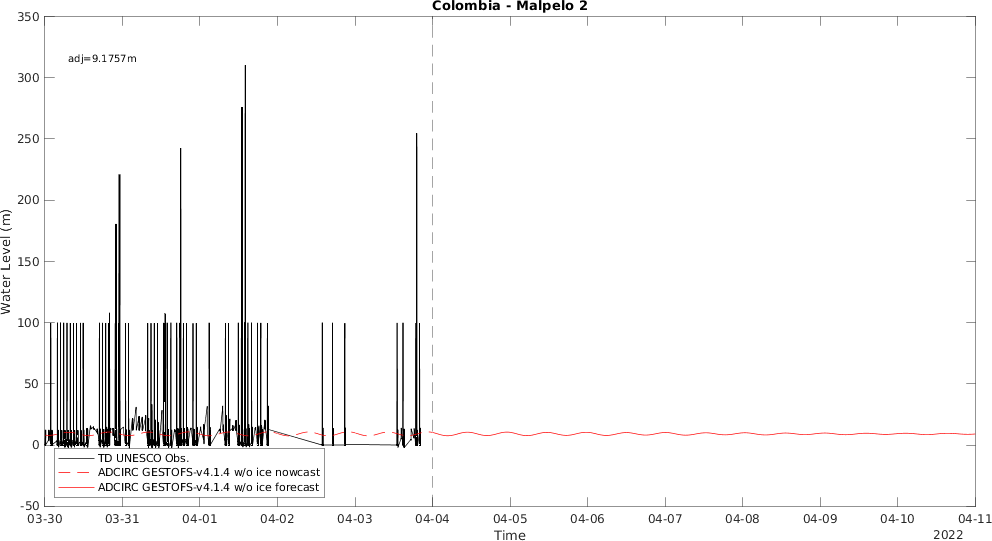 Colombia - Malpelo 2
350
adj=9.1757m
300
250
200
150
100
50
0
-50
Water Level (m)
TD UNESCO Obs.
ADCIRC GESTOFS-v4.1.4 w/o ice nowcast
ADCIRC GESTOFS-v4.1.4 w/o ice forecast
03-30 03-31 04-01 04-02 04-03 04-04 04-05 04-06 04-07 04-08 04-09 04-10 04-11
Time
2022